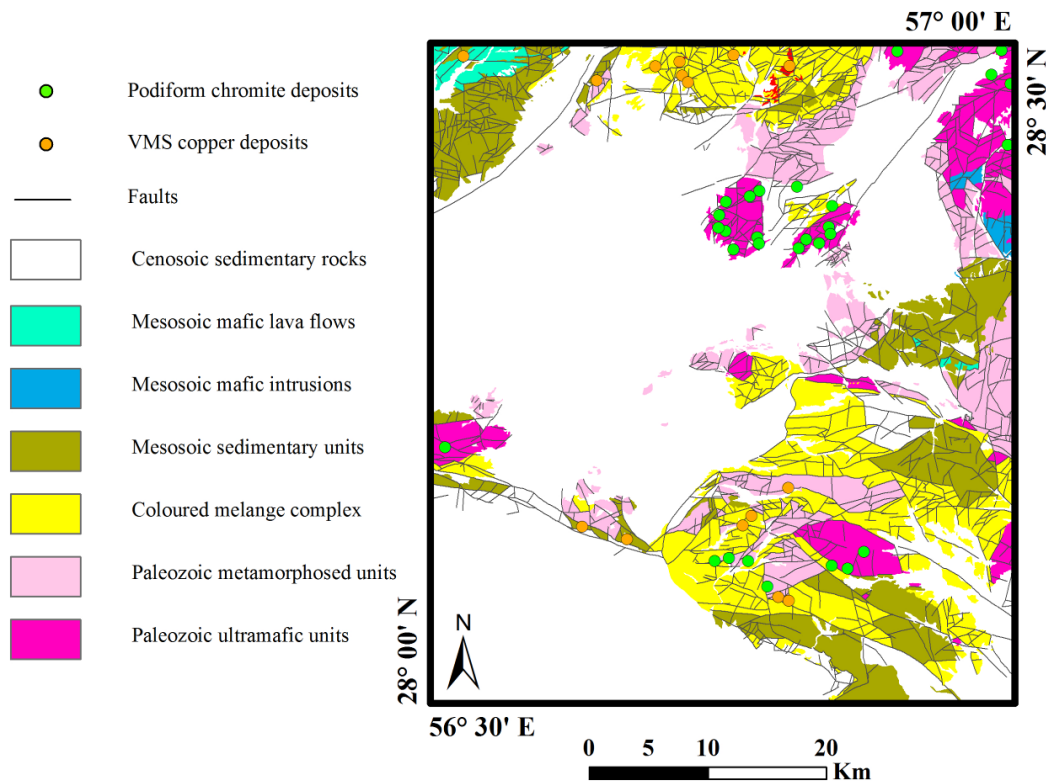 57° 00' E
28° 30' N
Podiform chromite deposits
VMS copper deposits
Faults
Cenosoic sedimentary rocks
Mesosoic mafic lava flows
Mesosoic mafic intrusions
Mesosoic sedimentary units
Coloured melange complex
Paleozoic metamorphosed units
Paleozoic ultramafic units
N
28° 00' N
56° 30' E
0 5 10 20
Km